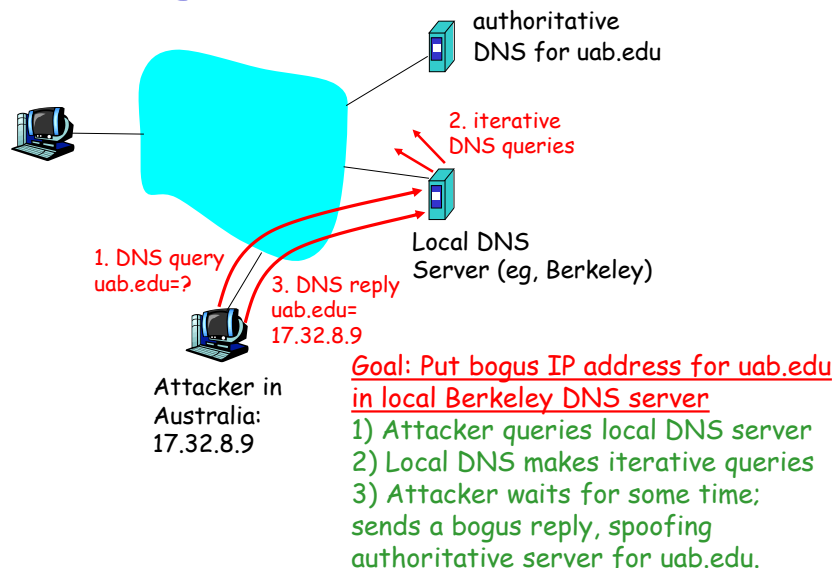 authoritative
DNS for uab.edu
2. iterative
DNS queries
Local DNS
Server (eg, Berkeley)
1. DNS query
uab.edu=?
3. DNS reply
uab.edu=
17.32.8.9
Attacker in
Australia:
17.32.8.9
Goal: Put bogus IP address for uab.edu
in local Berkeley DNS server
1) Attacker queries local DNS server
2) Local DNS makes iterative queries
3) Attacker waits for some time;
sends a bogus reply, spoofing
authoritative server for uab.edu.